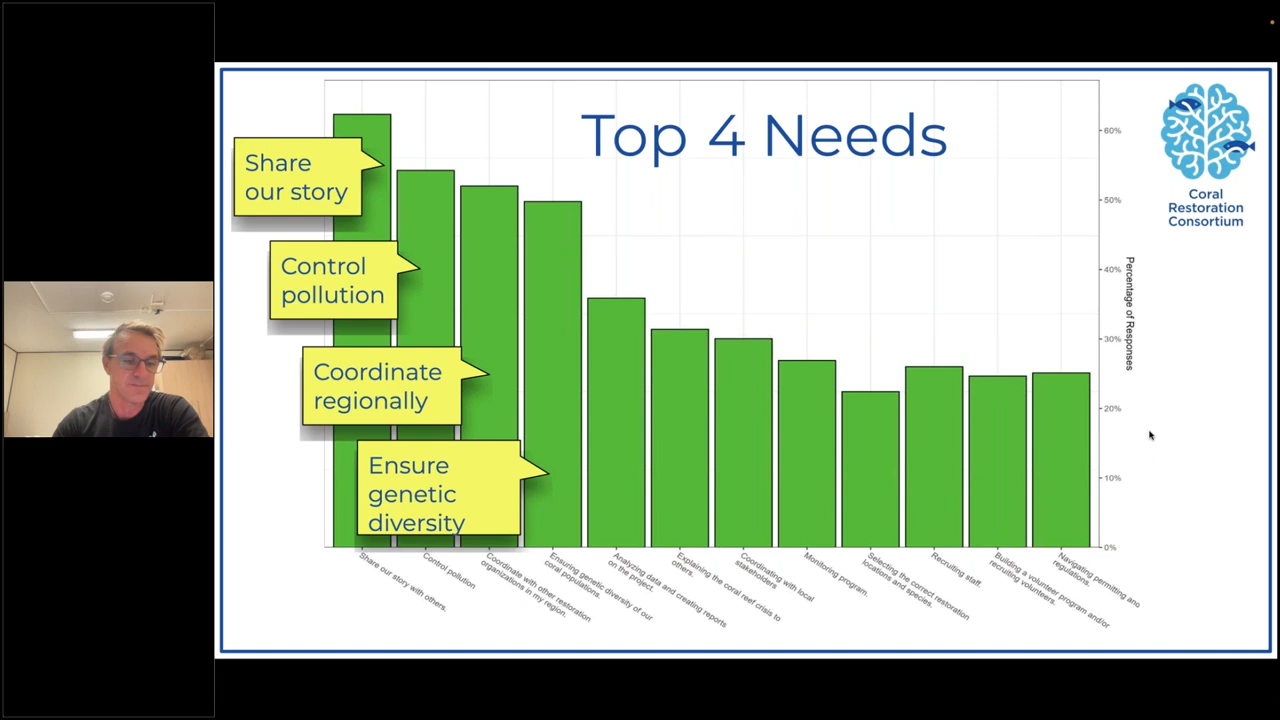 Top 4 Needs
Share
our story
Control
pollution
Coordinate
regionally
Ensure
genetic
diversity
Coral
Restoration
Consortium
60%
50%
40%
30%
20%
10%
0%
Percentage of Responses
Share our story with others.
Control pollution
Coordinate with other restoration
organizations in my region.
Ensuring genetic diversity of our
coral populations.
Analyzing data and creating reports
on the project.
Explaining the coral reef crisis to
others.
Coordinating with local
stakeholders
Monitoring program.
Selecting the correct restoration
locations and species.
Recruiting staff
Building a volunteer program and/or
recruiting volunteers.
Navigating permitting and
regulations.